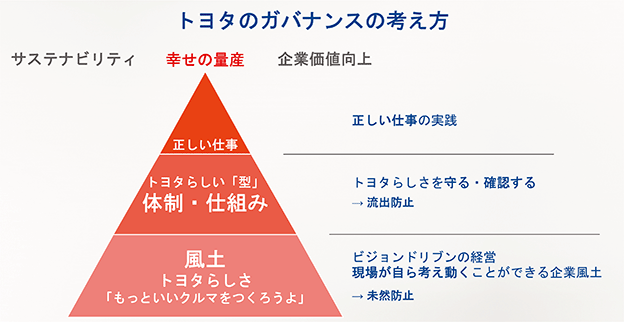 トヨタのガバナンスの考え方
サステナビリティ 幸せの量産 企業価値向上
正しい仕事
正しい仕事の実践
トヨタらしい「型」
体制・仕組み
トヨタらしさを守る・確認する
→ 流出防止
風土
トヨタらしさ
「もっといいクルマをつくろうよ」
ビジョンドリブンの経営
現場が自ら考え動くことができる企業風土
→ 未然防止